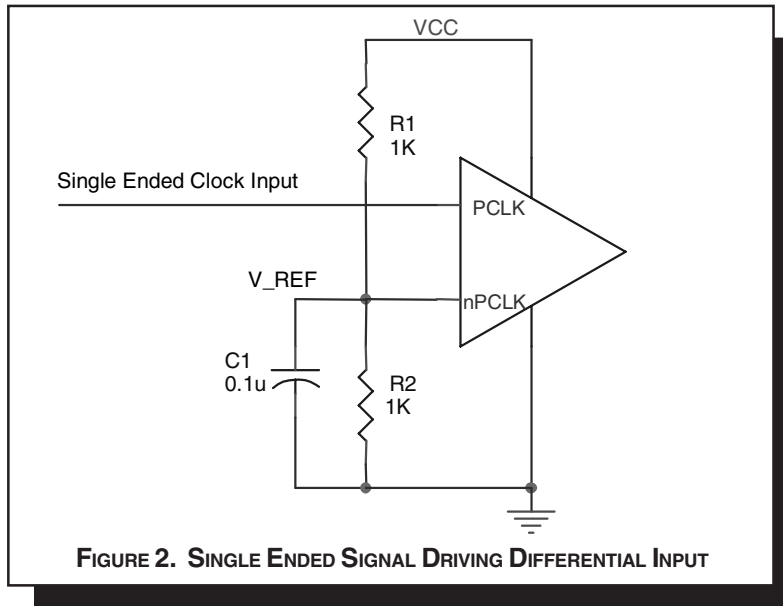 VCC
R1
1K
Single Ended Clock Input
PCLK
V_REF
nPCLK
C1
0.1u
R2
1K
FIGURE 2. SINGLE ENDED SIGNAL DRIVING DIFFERENTIAL INPUT